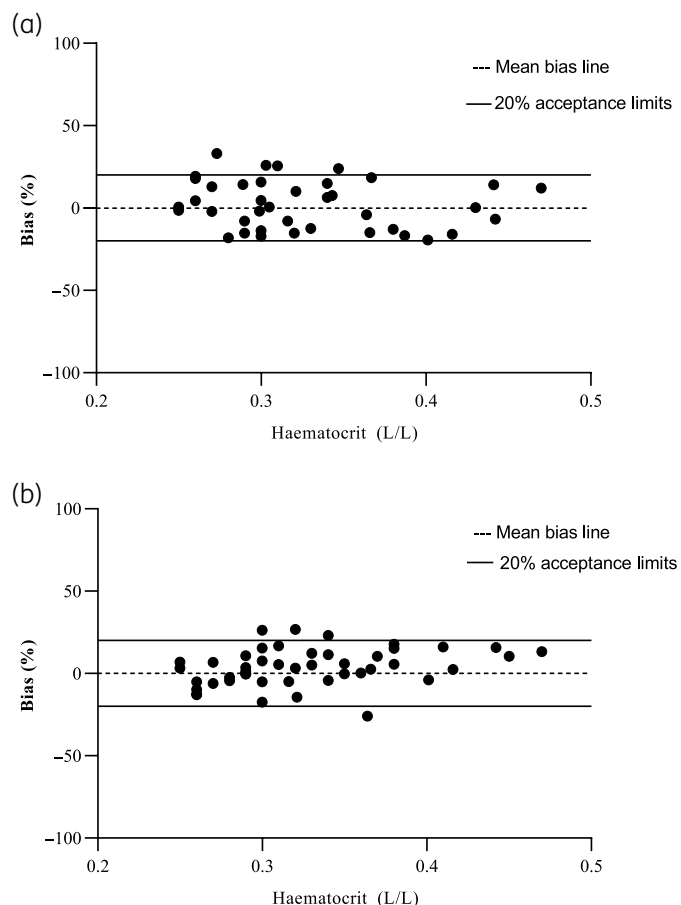 (a)
100
50
0
−50
−100
Bias (%)
--- Mean bias line
— 20% acceptance limits
0.2 0.3 0.4 0.5
Haematocrit (L/L)
(b)
100
50
0
−50
−100
Bias (%)
--- Mean bias line
— 20% acceptance limits
0.2 0.3 0.4 0.5
Haematocrit (L/L)